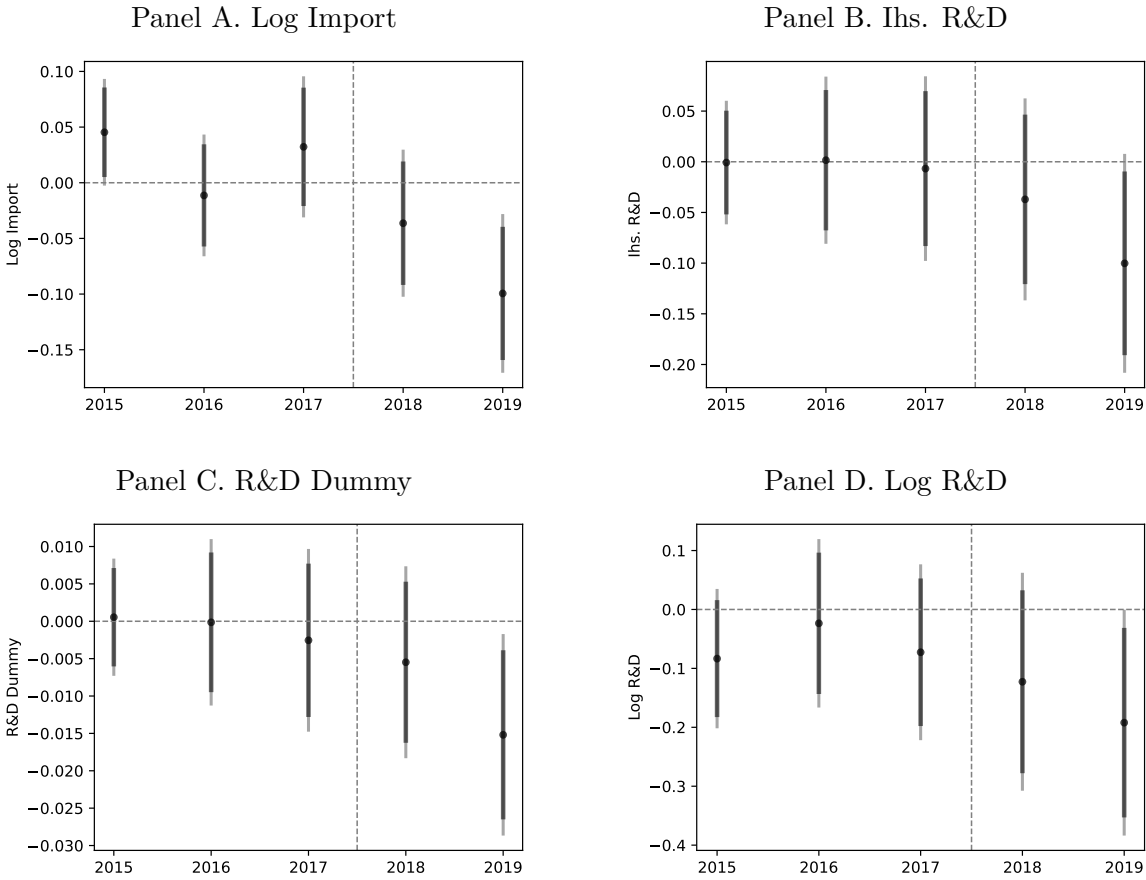 Panel A. Log Import
0.10
0.05
0.00
−0.05
−0.10
−0.15
Log Import
2015 2016 2017 2018 2019
Panel B. Ihs. R&D
0.05
0.00
−0.05
−0.10
−0.15
−0.20
Ihs. R&D
2015 2016 2017 2018 2019
Panel C. R&D Dummy
0.010
0.005
0.000
−0.005
−0.010
−0.015
−0.020
−0.025
−0.030
R&D Dummy
2015 2016 2017 2018 2019
Panel D. Log R&D
0.1
0.0
−0.1
−0.2
−0.3
−0.4
Log R&D
2015 2016 2017 2018 2019